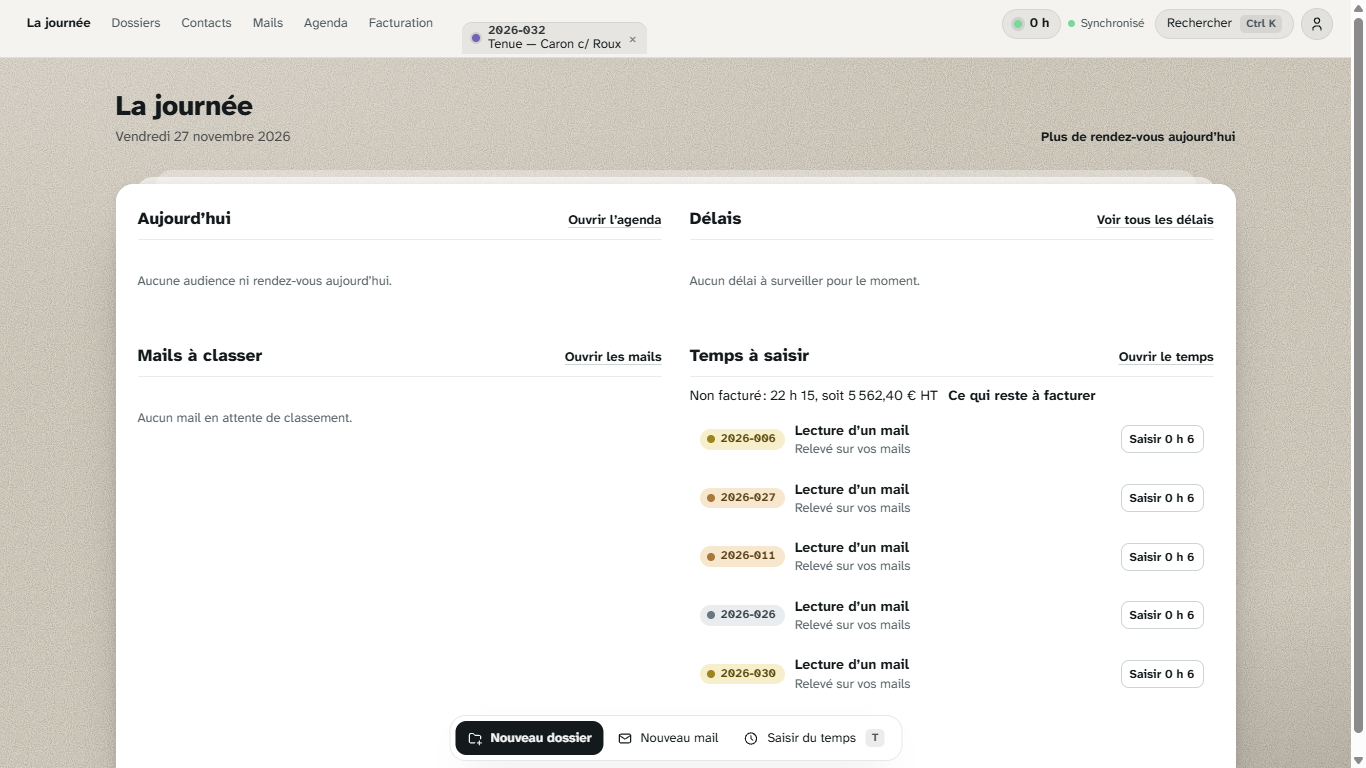 La journée
Dossiers
Contacts
Mails
Agenda
Facturation
2026-032
Tenue — Caron c/ Roux
×
0 h
Synchronisé
Rechercher
Ctrl K
La journée
Vendredi 27 novembre 2026
Plus de rendez-vous aujourd'hui
Aujourd'hui
Ouvrir l'agenda
Aucune audience ni rendez-vous aujourd'hui.
Délais
Voir tous les délais
Aucun délai à surveiller pour le moment.
Mails à classer
Ouvrir les mails
Aucun mail en attente de classement.
Temps à saisir
Ouvrir le temps
Non facturé : 22 h 15, soit 5 562,40 € HT Ce qui reste à facturer
2026-006
Lecture d'un mail
Relevé sur vos mails
Saisir 0 h 6
2026-027
Lecture d'un mail
Relevé sur vos mails
Saisir 0 h 6
2026-011
Lecture d'un mail
Relevé sur vos mails
Saisir 0 h 6
2026-026
Lecture d'un mail
Relevé sur vos mails
Saisir 0 h 6
2026-030
Lecture d'un mail
Relevé sur vos mails
Saisir 0 h 6
Nouveau dossier
Nouveau mail
Saisir du temps
T